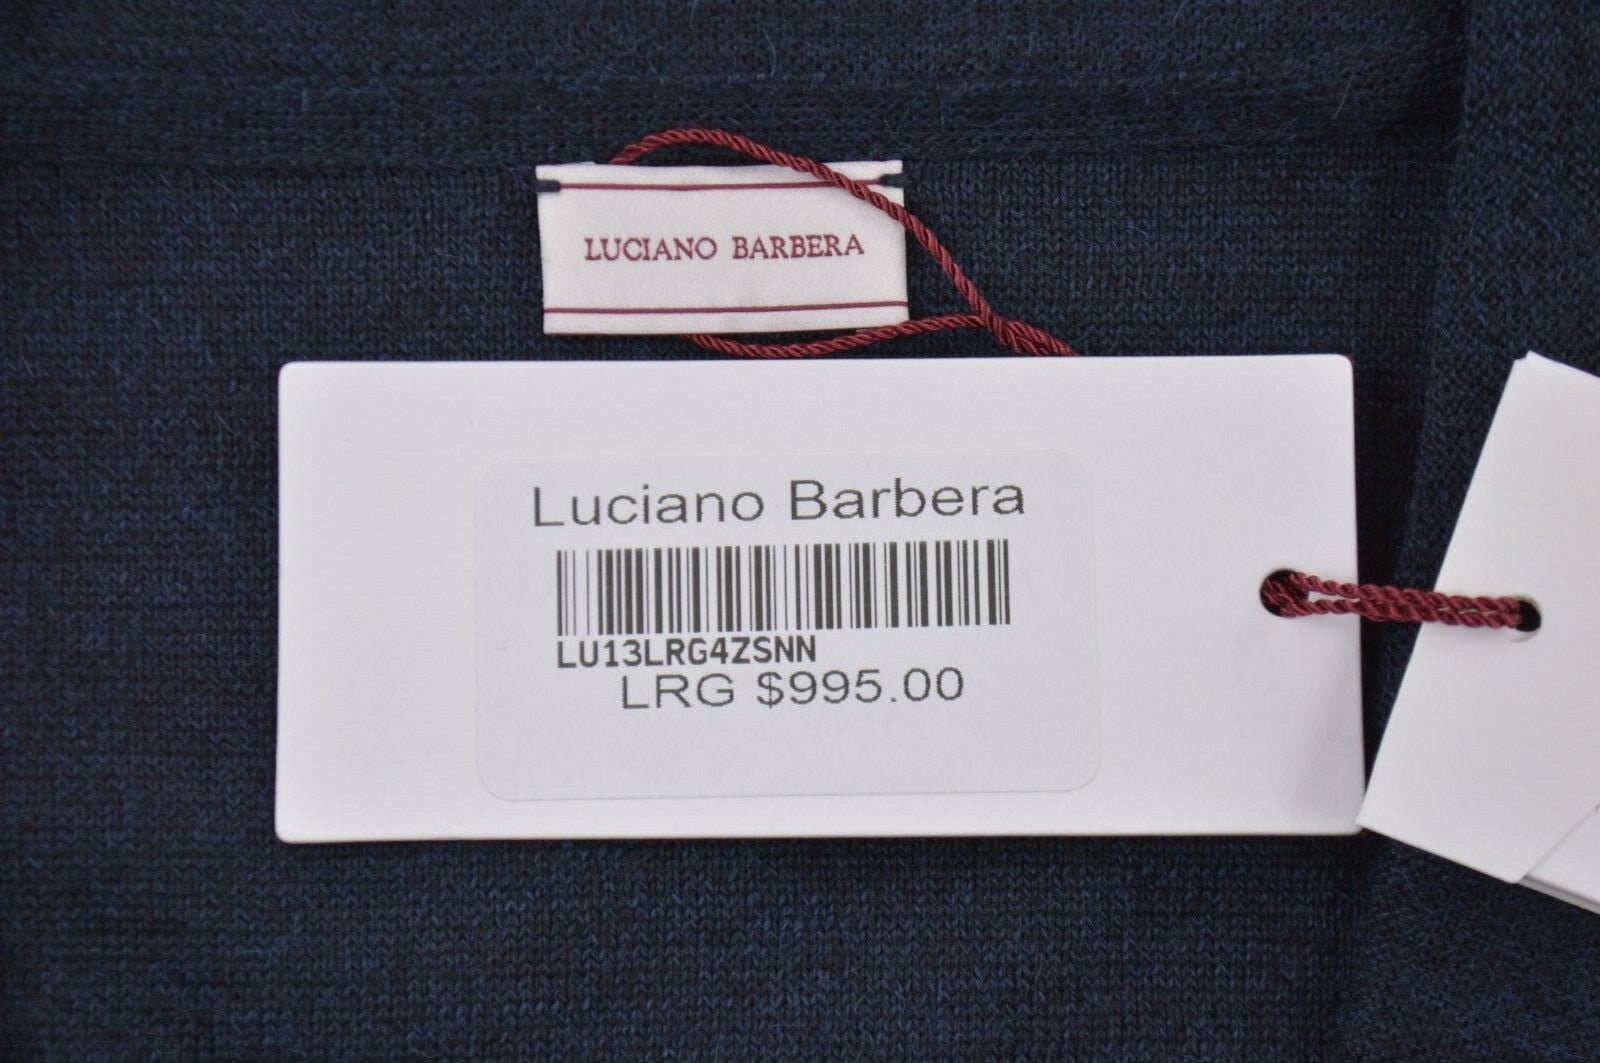 LUCIANO BARBERA
Luciano Barbera
LU13LRG4ZSNN
LRG $995.00